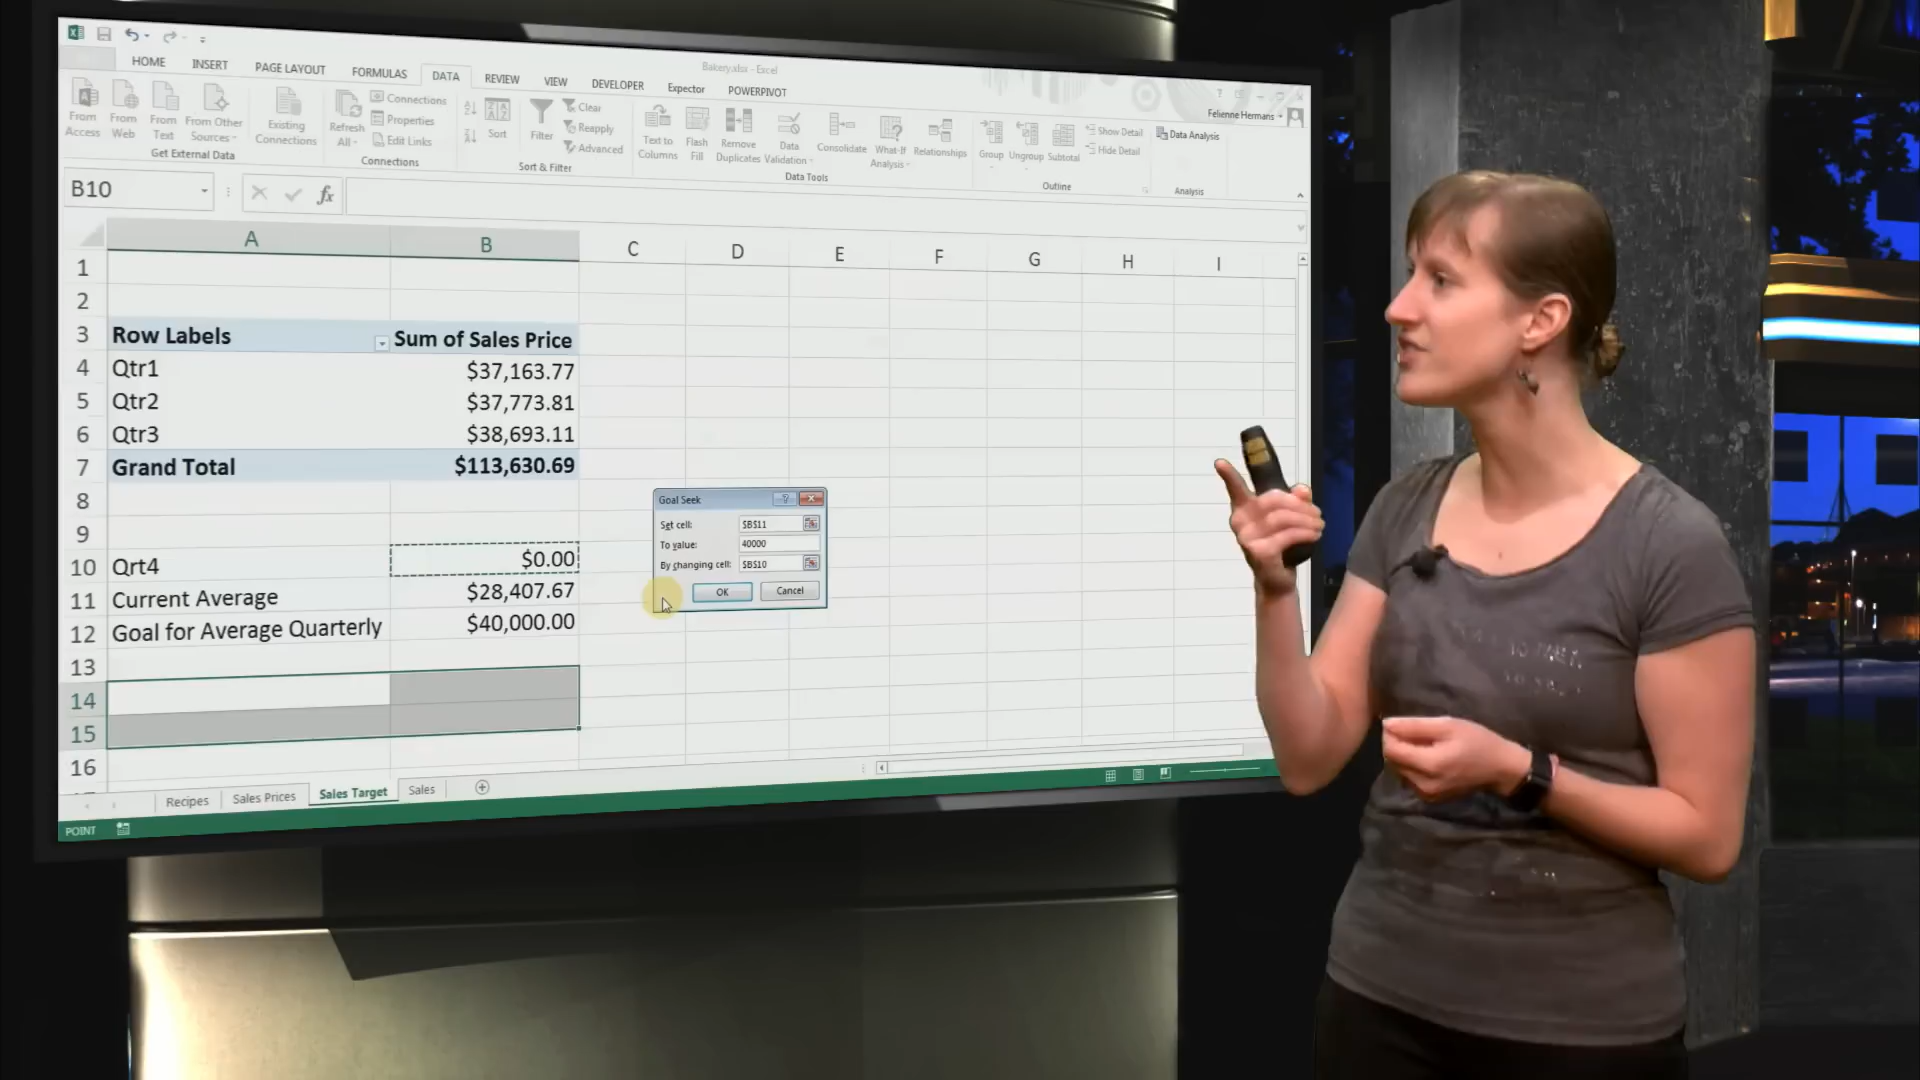 Bakery.xlsx - Excel
HOME INSERT PAGE LAYOUT FORMULAS DATA REVIEW VIEW DEVELOPER Expector POWERPIVOT
Felienne Hermans
From Access
From Web
From Text
From Other Sources
Get External Data
Existing Connections
Refresh All
Connections
Properties
Edit Links
Connections
Sort
Filter
Clear
Reapply
Advanced
Sort & Filter
Text to Columns
Flash Fill
Remove Duplicates
Data Validation
Consolidate
What-If Analysis
Relationships
Data Tools
Group
Ungroup
Subtotal
Show Detail
Hide Detail
Outline
Data Analysis
Analysis
B10 fx
A B C D E F G H I
1
2
3 Row Labels Sum of Sales Price
4 Qtr1 $37,163.77
5 Qtr2 $37,773.81
6 Qtr3 $38,693.11
7 Grand Total $113,630.69
8
9
10 Qrt4 $0.00
11 Current Average $28,407.67
12 Goal for Average Quarterly $40,000.00
13
14
15
16
Goal Seek
Set cell: $B$11
To value: 40000
By changing cell: $B$10
OK Cancel
Recipes Sales Prices Sales Target Sales
POINT